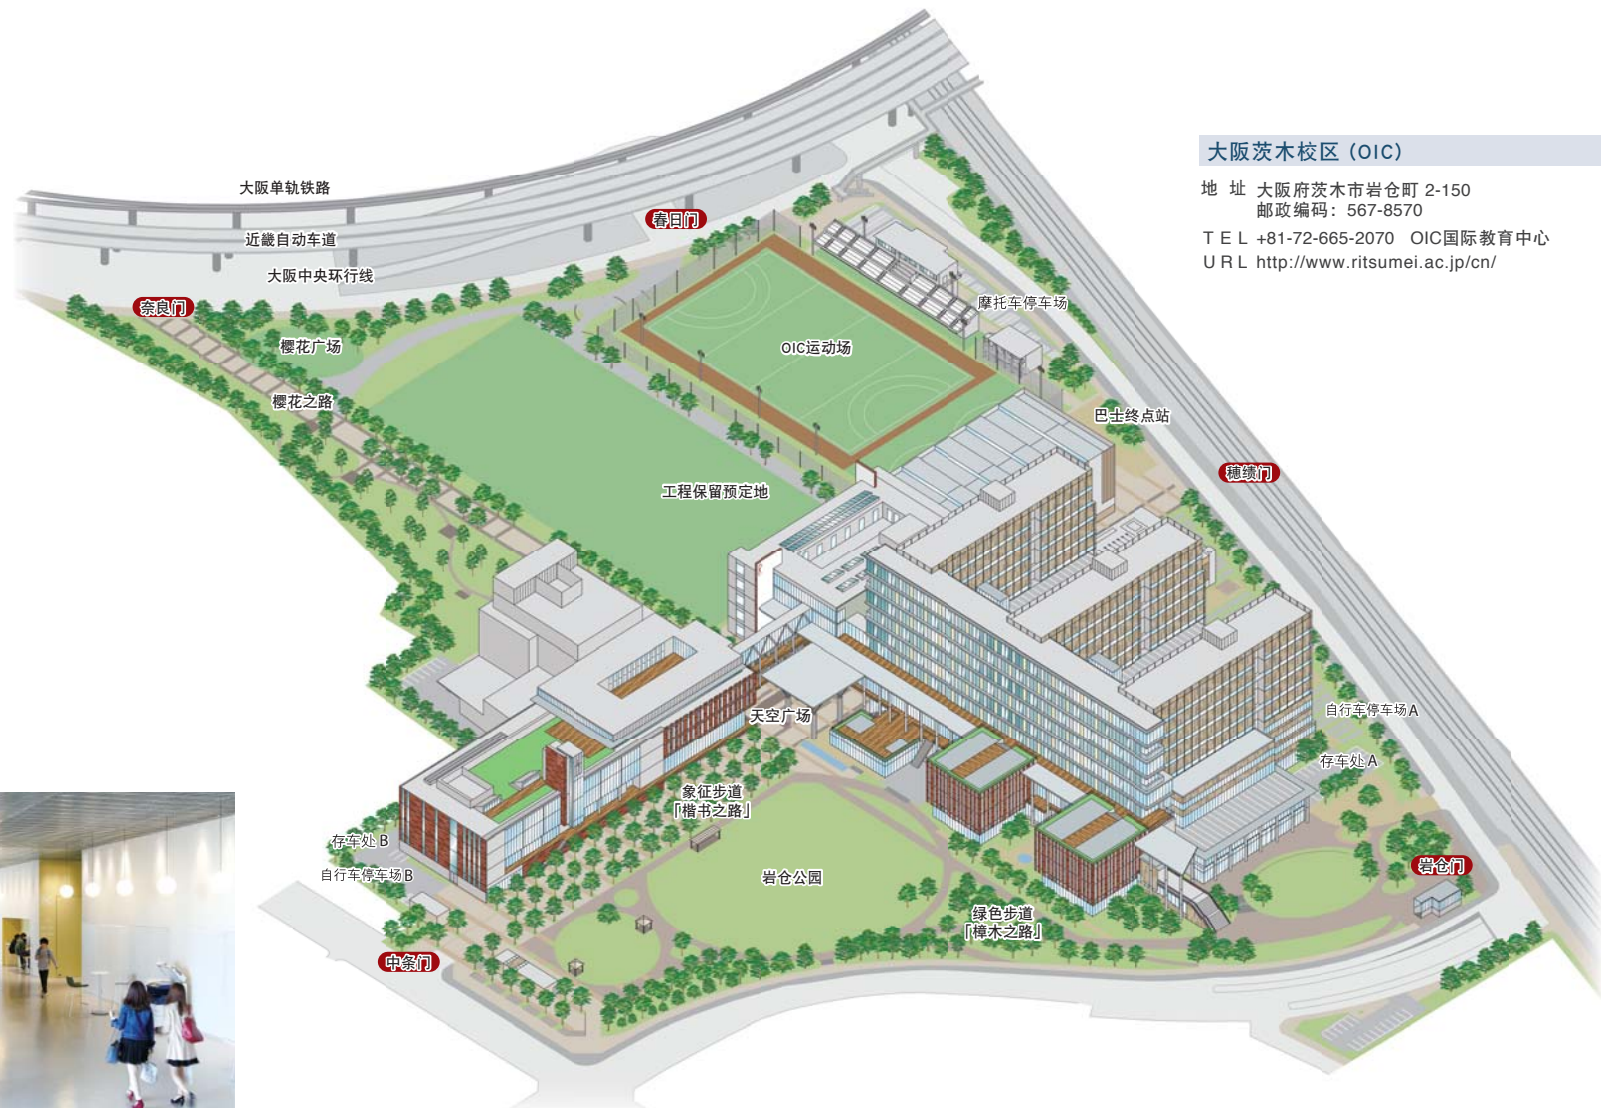 大阪茨木校区（OIC）
地 址 大阪府茨木市岩仓町 2-150
邮政编码：567-8570
T E L +81-72-665-2070 OIC国际教育中心
U R L http://www.ritsumei.ac.jp/cn/
大阪单轨铁路
春日门
近畿自动车道
大阪中央环行线
奈良门
摩托车停车场
樱花广场
OIC运动场
樱花之路
巴士终点站
穂绩门
工程保留预定地
自行车停车场A
天空广场
存车处 A
象征步道
「楷书之路」
存车处 B
自行车停车场B
岩仓公园
岩仓门
绿色步道
「樟木之路」
中条门